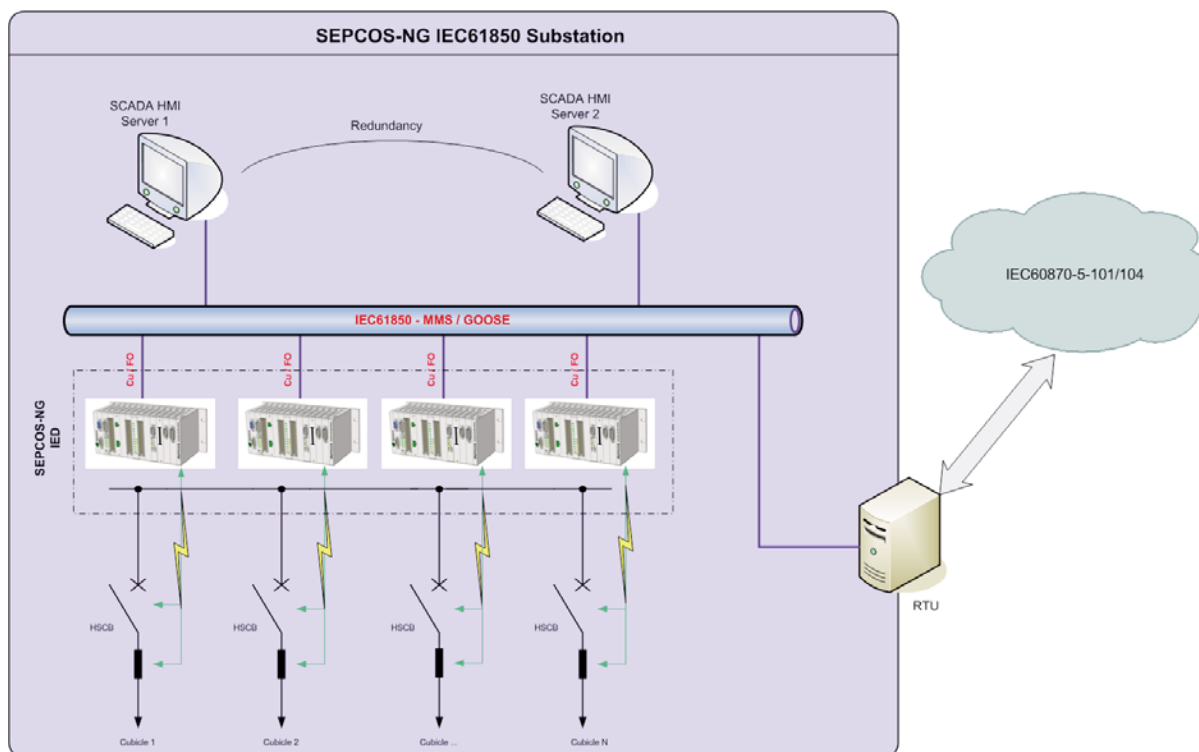 SEPCOS-NG IEC61850 Substation
SCADA HMI
Server 1
Redundancy
SCADA HMI
Server 2
IEC60870-5-101/104
IEC61850 - MMS / GOOSE
Cu / FO
Cu / FO
Cu / FO
Cu / FO
SEPCOS-NG
IED
HSCB
HSCB
HSCB
HSCB
RTU
Cubicle 1
Cubicle 2
Cubicle ...
Cubicle N